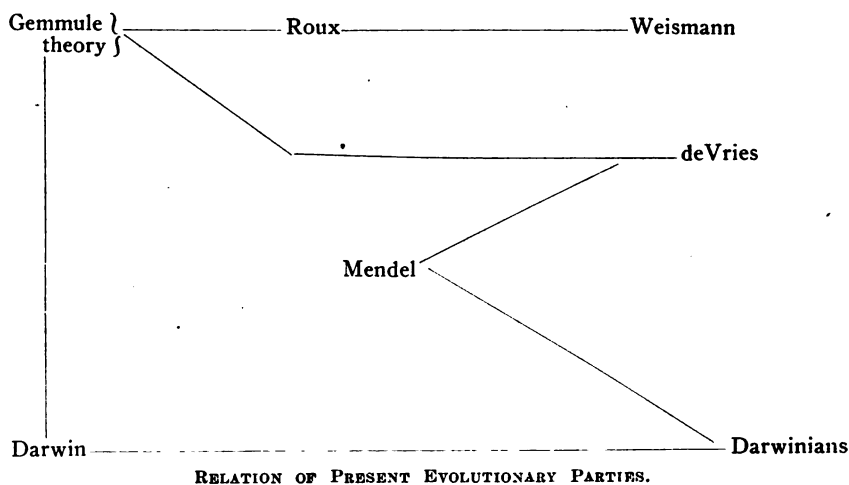 Gemmule } Roux Weismann
theory }
deVries
Mendel
Darwin Darwinians
RELATION OF PRESENT EVOLUTIONARY PARTIES.